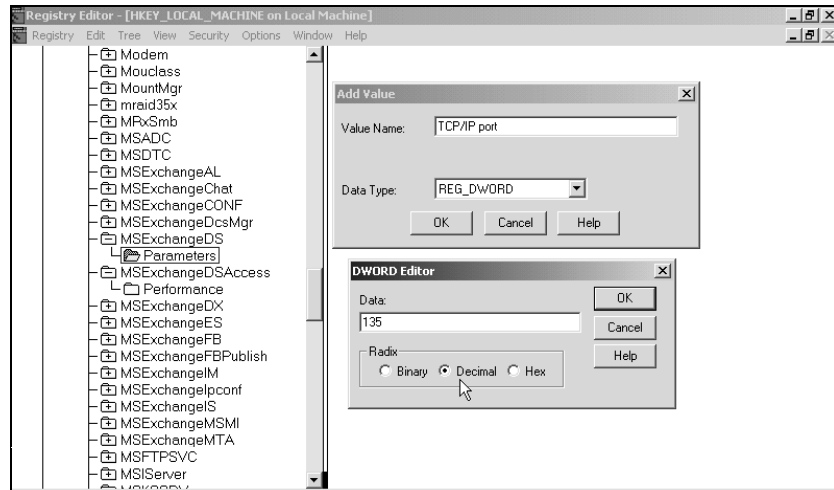 Registry Editor - [HKEY_LOCAL_MACHINE on Local Machine]
Registry Edit Tree View Security Options Window Help
Modem
Mouclass
MountMgr
mraid35x
MRxSmb
MSADC
MSDTC
MSExchangeAL
MSExchangeChat
MSExchangeCONF
MSExchangeDcsMgr
MSExchangeDS
Parameters
MSExchangeDSAccess
Performance
MSExchangeDX
MSExchangeES
MSExchangeFB
MSExchangeFBPublish
MSExchangeIM
MSExchangeIpconf
MSExchangeIS
MSExchangeMSMI
MSExchangeMTA
MSFTPSVC
MSIServer
Add Value
Value Name: TCP/IP port
Data Type: REG_DWORD
OK Cancel Help
DWORD Editor
Data:
135
Radix
Binary Decimal Hex
OK
Cancel
Help